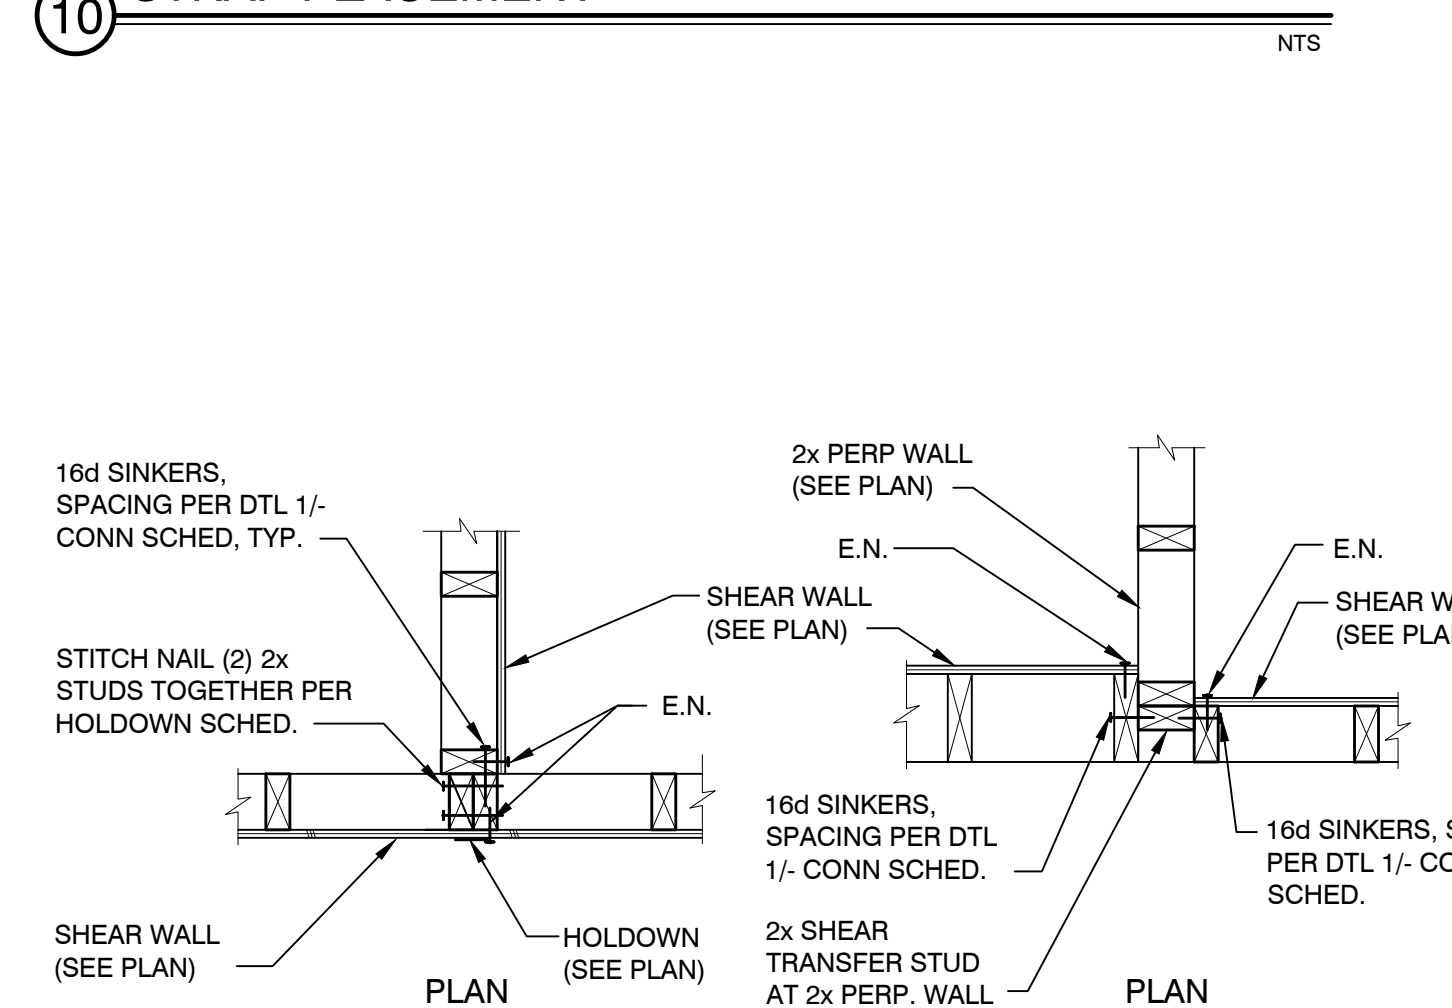 10
STRAP PLACEMENT
NTS
16d SINKERS,
SPACING PER DTL 1/-
CONN SCHED, TYP.
STITCH NAIL (2) 2x
STUDS TOGETHER PER
HOLDOWN SCHED.
SHEAR WALL
(SEE PLAN)
E.N.
SHEAR WALL
(SEE PLAN)
HOLDOWN
(SEE PLAN)
PLAN
2x PERP WALL
(SEE PLAN)
E.N.
E.N.
SHEAR
(SEE
16d SINKERS,
SPACING PER DTL
1/- CONN SCHED.
16d SINKERS,
PER DTL 1/-
SCHED.
2x SHEAR
TRANSFER STUD
AT 2x PERP. WALL
PLAN